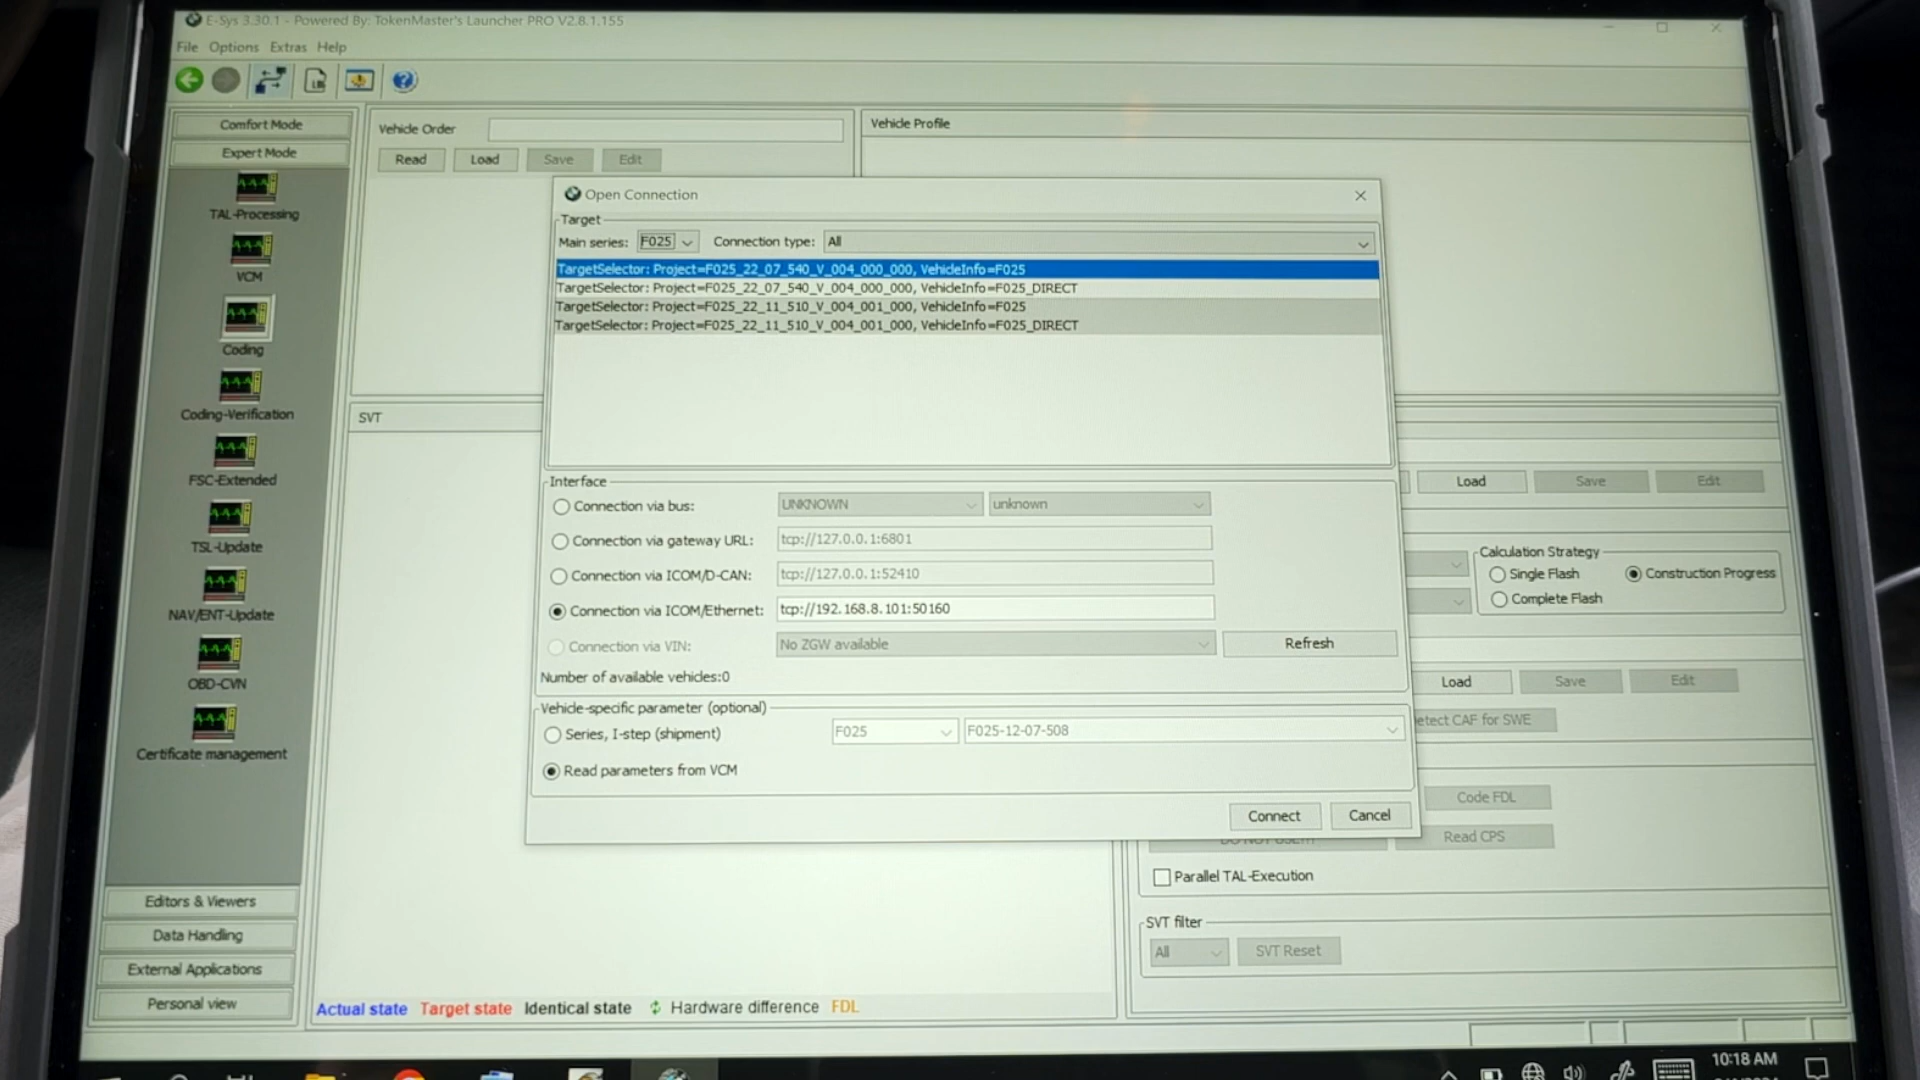 E-Sys 3.30.1 - Powered By: TokenMaster's Launcher PRO V2.8.1.155
File Options Extras Help
Comfort Mode
Expert Mode
TAL-Processing
VCM
Coding
Coding-Verification
FSC-Extended
TSL-Update
NAV/ENT-Update
OBD-CVN
Certificate management
Editors & Viewers
Data Handling
External Applications
Personal view
Vehicle Order
Read Load Save Edit
Vehicle Profile
SVT
Open Connection
Target
Main series: F025 Connection type: All
TargetSelector: Project=F025_22_07_540_V_004_000_000, VehicleInfo=F025
TargetSelector: Project=F025_22_07_540_V_004_000_000, VehicleInfo=F025_DIRECT
TargetSelector: Project=F025_22_11_510_V_004_001_000, VehicleInfo=F025
TargetSelector: Project=F025_22_11_510_V_004_001_000, VehicleInfo=F025_DIRECT
Interface
Connection via bus: UNKNOWN unknown
Connection via gateway URL: tcp://127.0.0.1:6801
Connection via ICOM/D-CAN: tcp://127.0.0.1:52410
Connection via ICOM/Ethernet: tcp://192.168.8.101:50160
Connection via VIN: No ZGW available Refresh
Number of available vehicles:0
Vehicle-specific parameter (optional)
Series, I-step (shipment) F025 F025-12-07-508
Read parameters from VCM
Connect Cancel
Load Save Edit
Calculation Strategy
Single Flash Construction Progress
Complete Flash
Load Save Edit
etect CAF for SWE
Code FDL
Read CPS
Parallel TAL-Execution
SVT filter
All SVT Reset
Actual state Target state Identical state Hardware difference FDL
10:18 AM